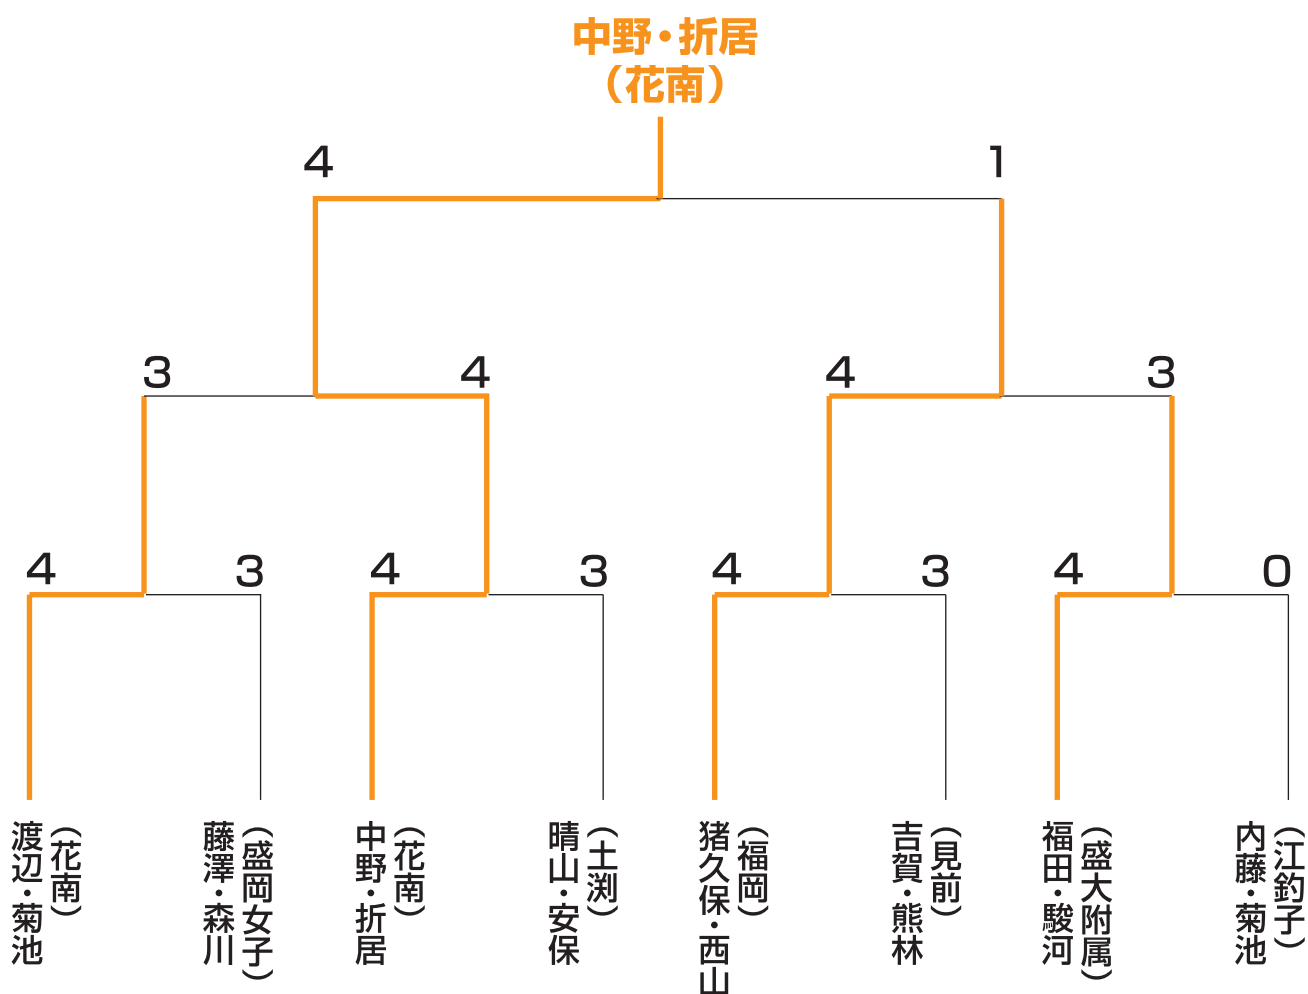 中野・折居
（花南）
4
1
3
4
4
3
4
3
4
3
4
3
4
0
渡辺・菊池
（花南）
藤澤・森川
（盛岡女子）
中野・折居
（花南）
晴山・安保
（土渕）
猪久保・西山
（福岡）
吉賀・熊林
（見前）
福田・駿河
（盛大附属）
内藤・菊池
（江釣子）